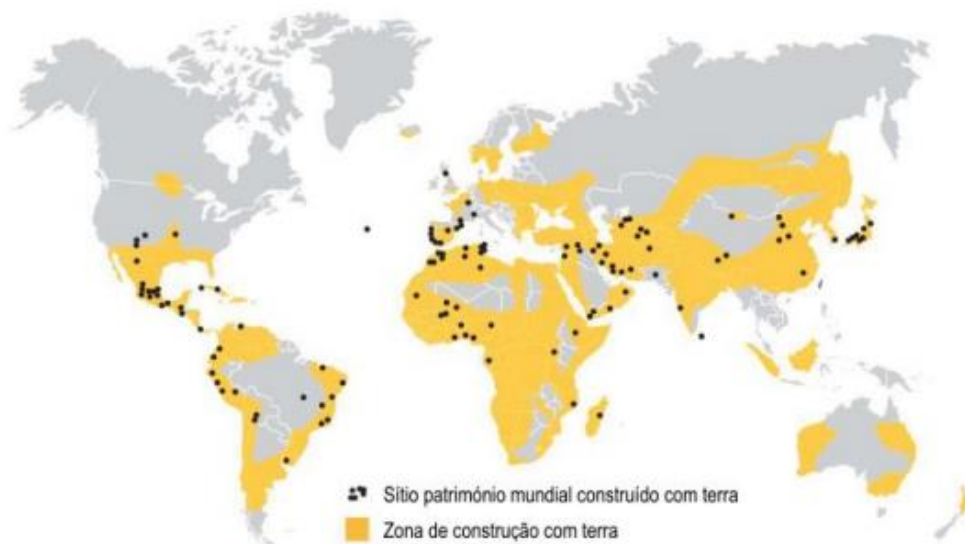 Sítio património mundial construído com terra
Zona de construção com terra